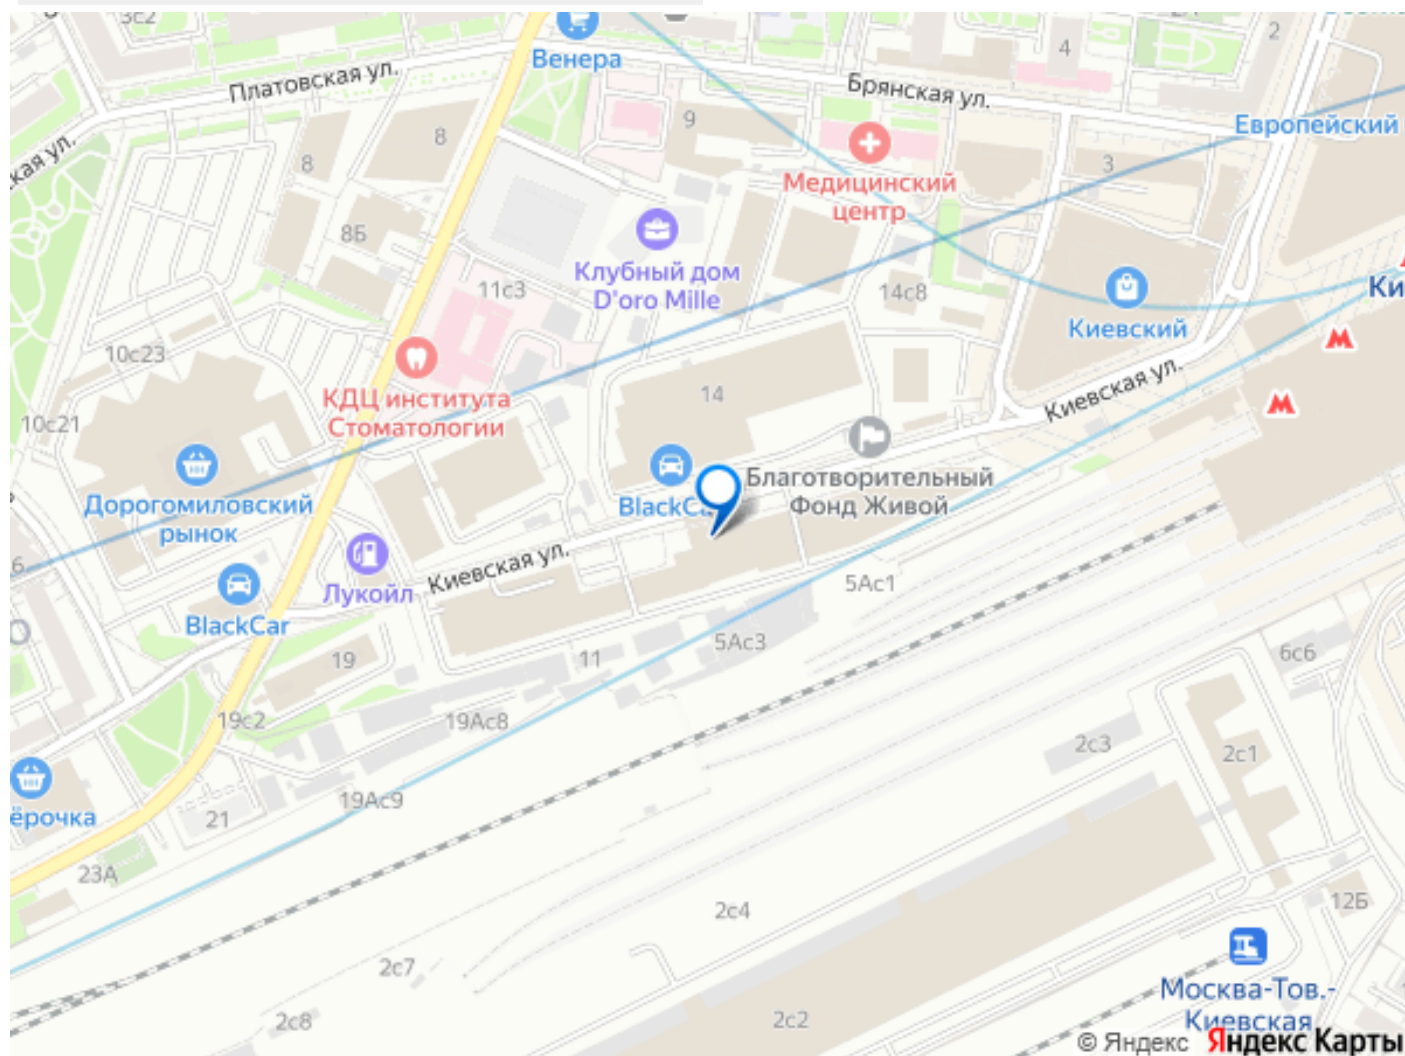 3с2
Венера
Платовская ул.
Брянская ул.
4
2
Европейский
кая ул.
8
8
9
3
Медицинский
центр
8Б
Клубный дом
D'oro Mille
11с3
14с8
Киевский
Ки
10с23
КДЦ института
Стоматологии
14
Киевская ул.
10с21
Дорогомиловский
рынок
BlackCa
Благотворительный
Фонд Живой
6
Лукойл
Киевская ул.
BlackCar
5Ас1
5Ас3
19
11
6с6
19с2
19Ас8
2с3
2с1
ёрочка
21
19Ас9
23А
2с4
12Б
2с7
Москва-Тов.-
Киевская
2с8
2с2
© Яндекс Яндекс Карты